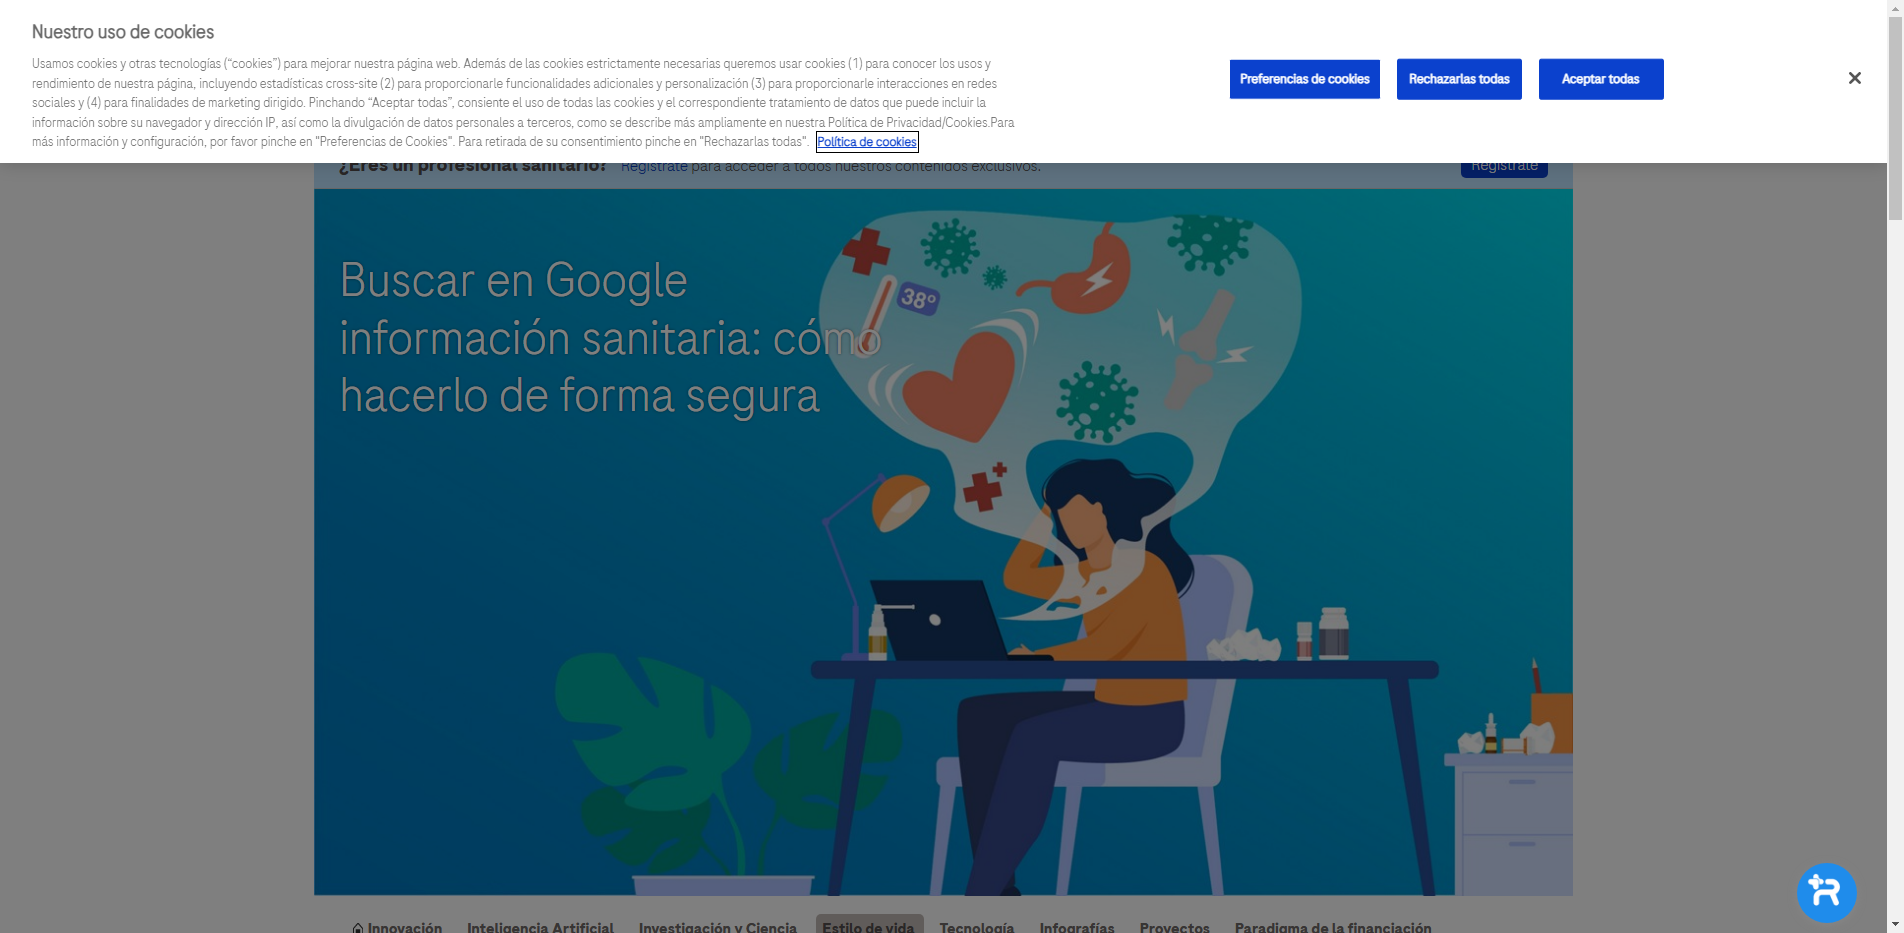 Nuestro uso de cookies
Usamos cookies y otras tecnologías (“cookies”) para mejorar nuestra página web. Además de las cookies estrictamente necesarias queremos usar cookies (1) para conocer los usos y
rendimiento de nuestra página, incluyendo estadísticas cross-site (2) para proporcionarle funcionalidades adicionales y personalización (3) para proporcionarle interacciones en redes
sociales y (4) para finalidades de marketing dirigido. Pinchando “Aceptar todas”, consiente el uso de todas las cookies y el correspondiente tratamiento de datos que puede incluir la
información sobre su navegador y dirección IP, así como la divulgación de datos personales a terceros, como se describe más ampliamente en nuestra Política de Privacidad/Cookies.Para
más información y configuración, por favor pinche en "Preferencias de Cookies". Para retirada de su consentimiento pinche en "Rechazarlas todas". Política de cookies
Preferencias de cookies
Rechazarlas todas
Aceptar todas
¿Eres un profesional sanitario? Regístrate para acceder a todos nuestros contenidos exclusivos.
Regístrate
Buscar en Google
información sanitaria: cómo
hacerlo de forma segura
38º
Innovación Inteligencia Artificial Investigación y Ciencia Estilo de vida Tecnología Infografías Proyectos Paradigma de la financiación